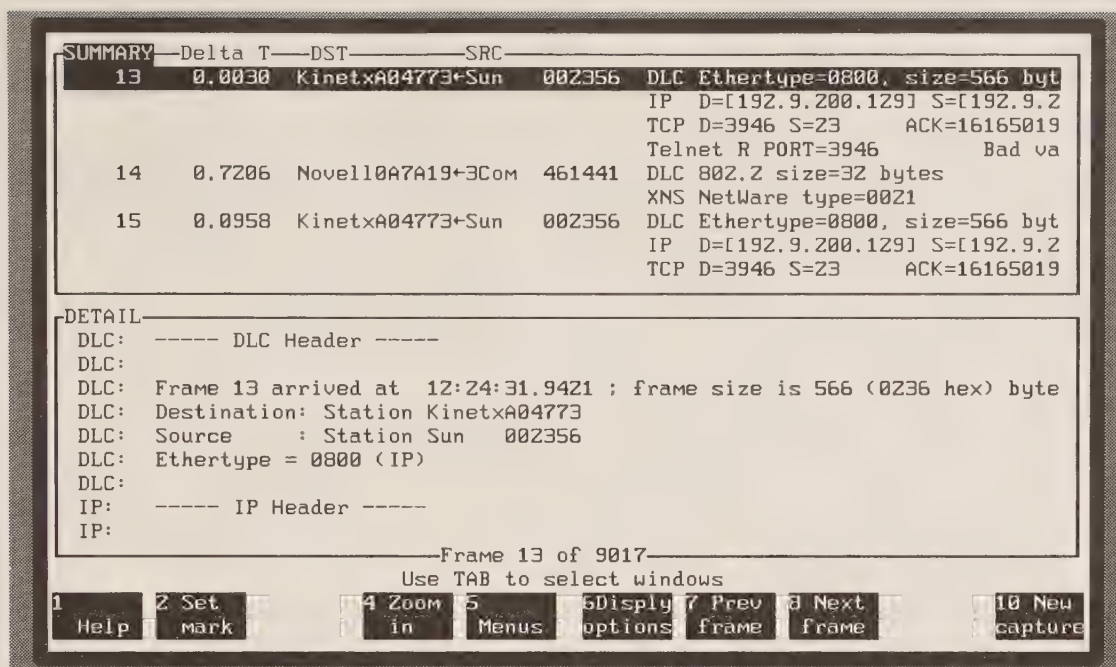 SUMMARY—Delta T——DST————SRC
13 0.0030 KinetxA04773←Sun 002356 DLC Ethertype=0800, size=566 byt
IP D=[192.9.200.129] S=[192.9.2
TCP D=3946 S=23 ACK=16165019
Telnet R PORT=3946 Bad va
14 0.7206 Novell0A7A19←3Com 461441 DLC 802.2 size=32 bytes
XNS NetWare type=0021
15 0.0958 KinetxA04773←Sun 002356 DLC Ethertype=0800, size=566 byt
IP D=[192.9.200.129] S=[192.9.2
TCP D=3946 S=23 ACK=16165019
DETAIL
DLC: ----- DLC Header -----
DLC:
DLC: Frame 13 arrived at 12:24:31.9421 ; frame size is 566 (0236 hex) byte
DLC: Destination: Station KinetxA04773
DLC: Source : Station Sun 002356
DLC: Ethertype = 0800 (IP)
DLC:
IP: ----- IP Header -----
IP:
Frame 13 of 9017
Use TAB to select windows
1 2 Set 4 Zoom 5 6Disply 7 Prev 8 Next 10 New
Help mark in Menus options frame frame capture